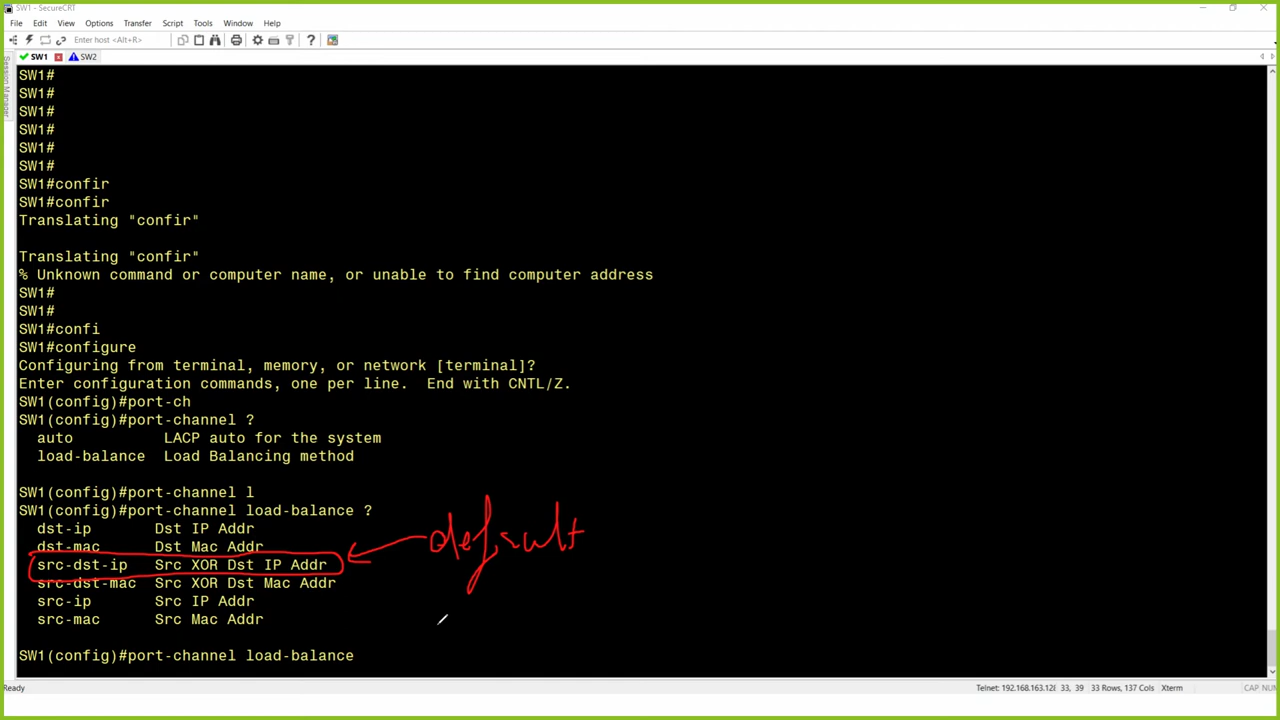 SW1 - SecureCRT
File Edit View Options Transfer Script Tools Window Help
Enter host <Alt+R>
SW1 SW2
Session Manager
SW1#
SW1#
SW1#
SW1#
SW1#
SW1#
SW1#confir
SW1#confir
Translating "confir"
Translating "confir"
% Unknown command or computer name, or unable to find computer address
SW1#
SW1#
SW1#confi
SW1#configure
Configuring from terminal, memory, or network [terminal]?
Enter configuration commands, one per line.  End with CNTL/Z.
SW1(config)#port-ch
SW1(config)#port-channel ?
auto LACP auto for the system
load-balance Load Balancing method
SW1(config)#port-channel l
SW1(config)#port-channel load-balance ?
dst-ip Dst IP Addr
dst-mac Dst Mac Addr
src-dst-ip Src XOR Dst IP Addr
default
src-dst-mac Src XOR Dst Mac Addr
src-ip Src IP Addr
src-mac Src Mac Addr
SW1(config)#port-channel load-balance
Ready Telnet: 192.168.163.128 33, 39 33 Rows, 137 Cols Xterm CAP NUM